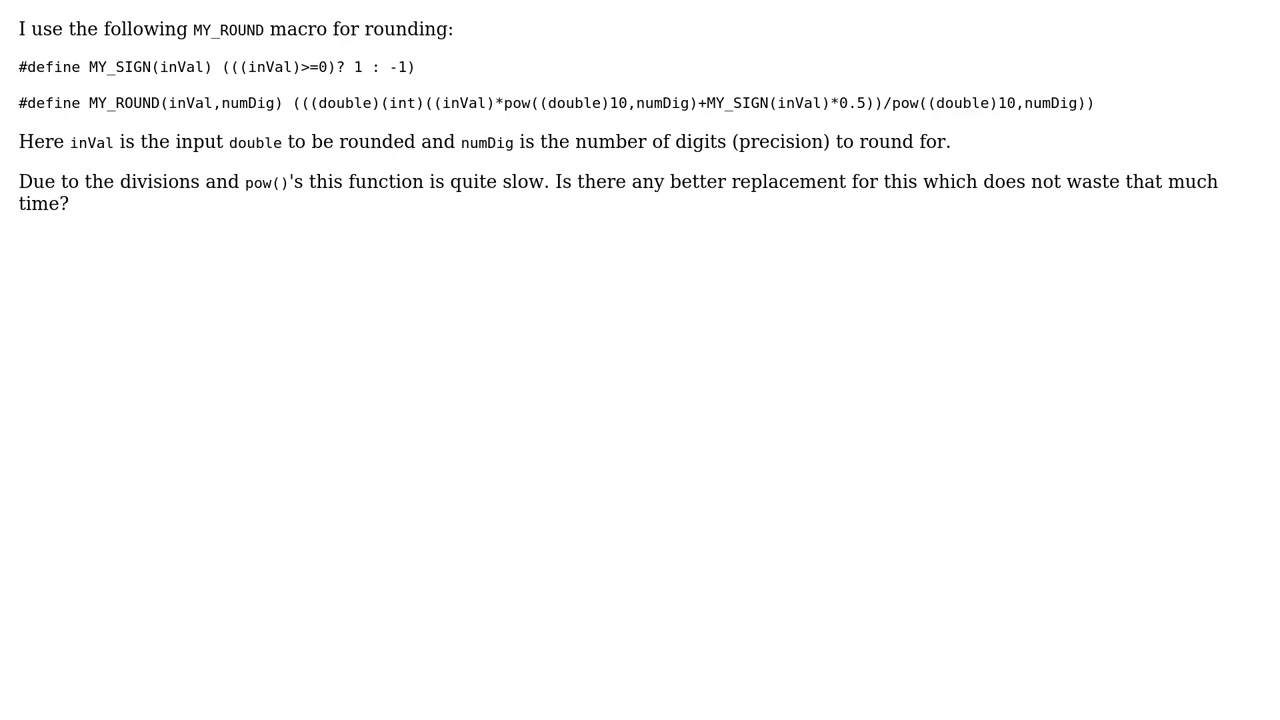 I use the following MY_ROUND macro for rounding:
#define MY_SIGN(inVal) (((inVal)>=0)? 1 : -1)
#define MY_ROUND(inVal,numDig) (((double)(int)((inVal)*pow((double)10,numDig)+MY_SIGN(inVal)*0.5))/pow((double)10,numDig))
Here inVal is the input double to be rounded and numDig is the number of digits (precision) to round for.
Due to the divisions and pow()'s this function is quite slow. Is there any better replacement for this which does not waste that much
time?